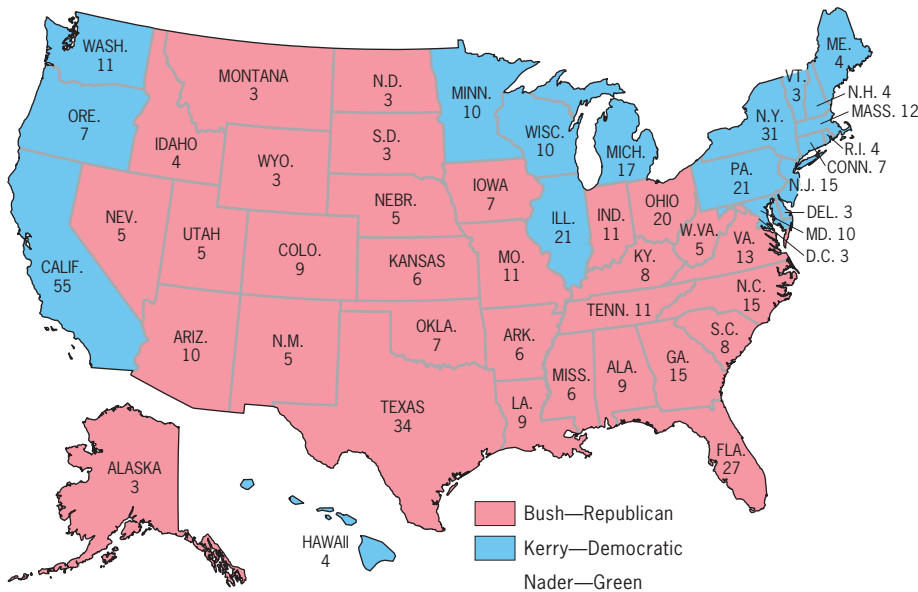 WASH.
11
ORE.
7
CALIF.
55
NEV.
5
IDAHO
4
MONTANA
3
WYO.
3
UTAH
5
COLO.
9
ARIZ.
10
N.M.
5
N.D.
3
S.D.
3
NEBR.
5
KANSAS
6
OKLA.
7
TEXAS
34
MINN.
10
IOWA
7
MO.
11
ARK.
6
LA.
9
WISC.
10
ILL.
21
MICH.
17
IND.
11
OHIO
20
KY.
8
TENN. 11
MISS.
6
ALA.
9
GA.
15
FLA.
27
S.C.
8
N.C.
15
VA.
13
W.VA.
5
PA.
21
N.Y.
31
VT.
3
ME.
4
N.H. 4
MASS. 12
R.I. 4
CONN. 7
N.J. 15
DEL. 3
MD. 10
D.C. 3
ALASKA
3
HAWAII
4
Bush—Republican
Kerry—Democratic
Nader—Green